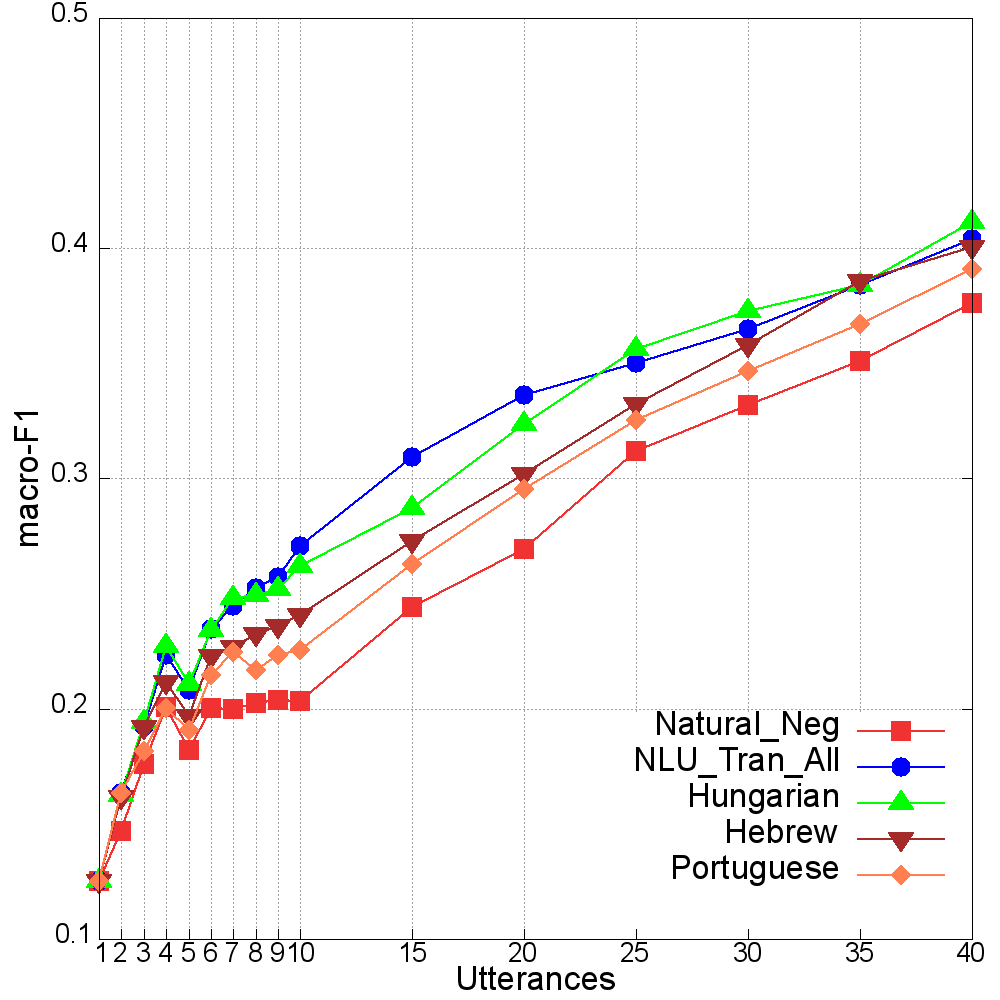 0.5
0.4
0.3
0.2
0.1
macro-F1
Natural_Neg
NLU_Tran_All
Hungarian
Hebrew
Portuguese
1 2 3 4 5 6 7 8 9 10 15 20 25 30 35 40
Utterances